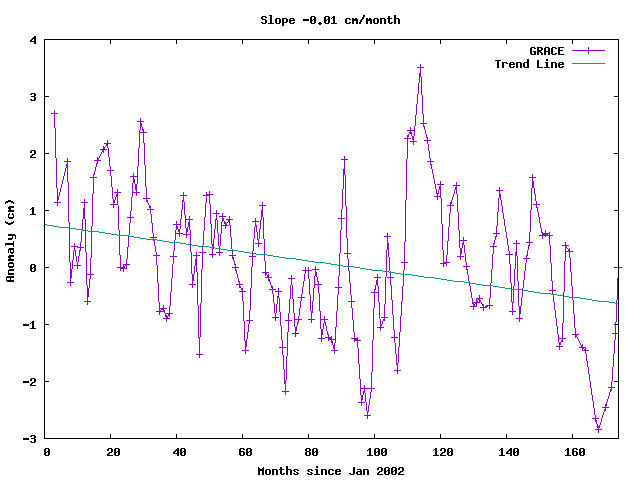 Slope -0.01 cm/month
GRACE
Trend Line
4
3
2
1
0
-1
-2
-3
Anomaly (cm)
0 20 40 60 80 100 120 140 160
Months since Jan 2002